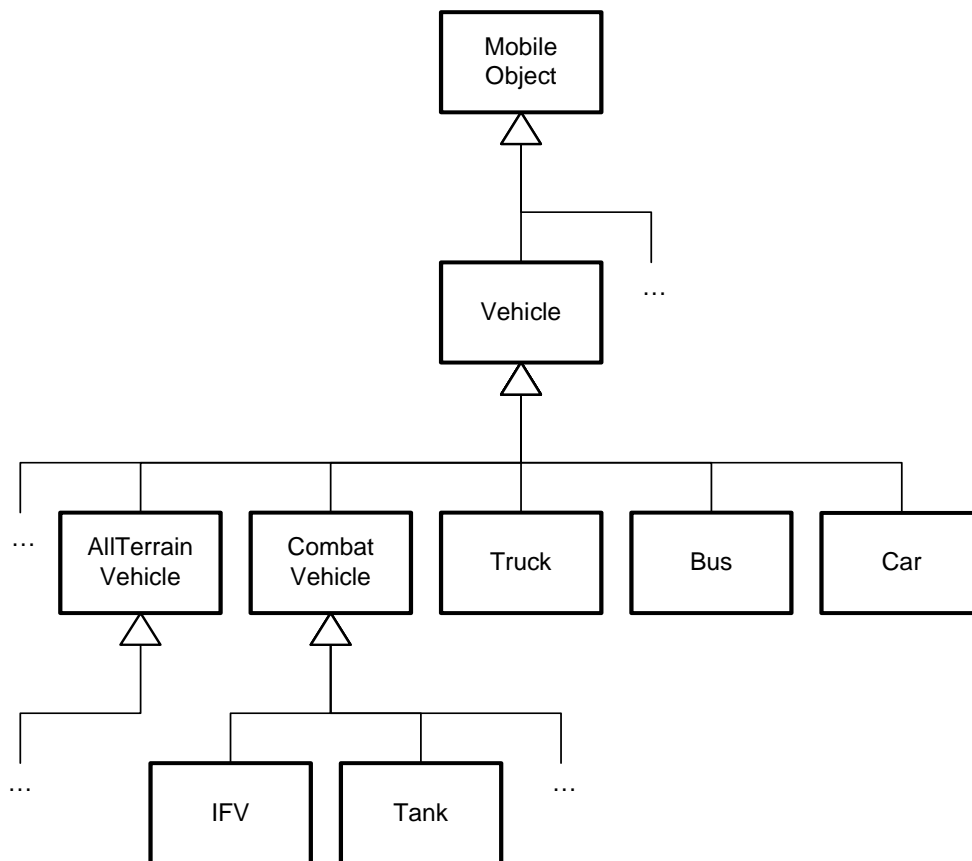 Mobile
Object
Vehicle
...
...
AllTerrain
Vehicle
Combat
Vehicle
Truck
Bus
Car
...
IFV
Tank
...